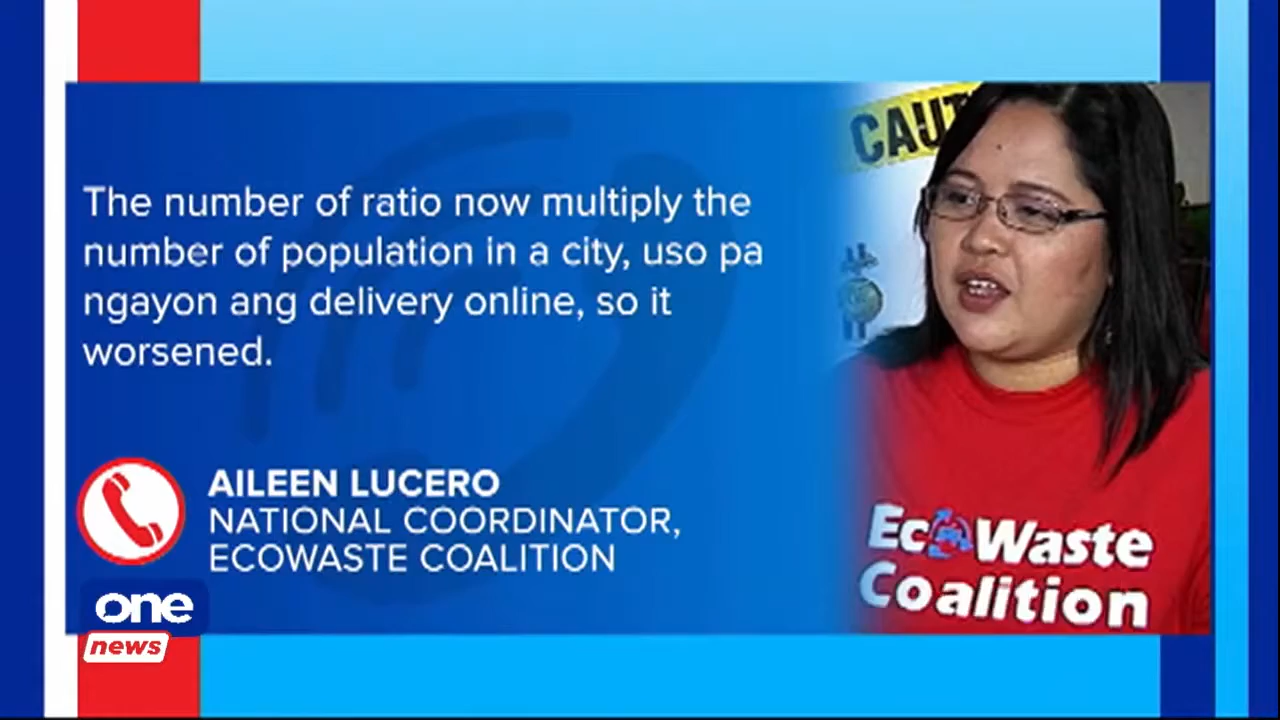 The number of ratio now multiply the
number of population in a city, uso pa
ngayon ang delivery online, so it
worsened.
AILEEN LUCERO
NATIONAL COORDINATOR,
ECOWASTE COALITION
one
news
CAUT
EcoWaste
Coalition